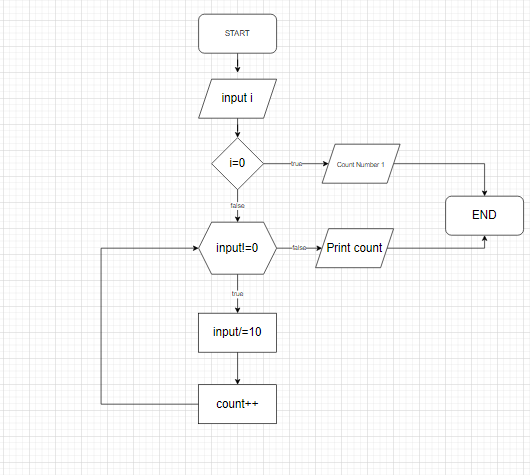 START
input i
i=0
true
Count Number 1
false
END
input!=0
false
Print count
true
input/=10
count++